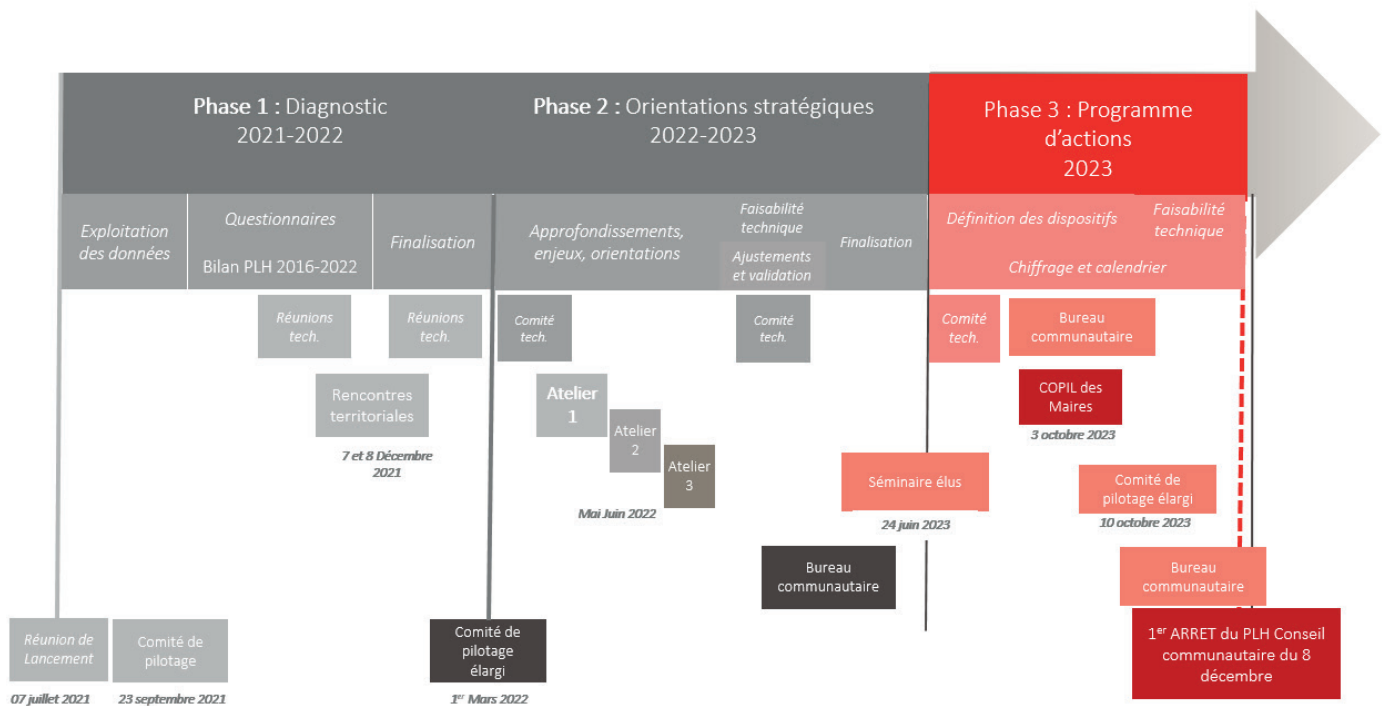 Phase 1 : Diagnostic
2021-2022
Phase 2 : Orientations stratégiques
2022-2023
Phase 3 : Programme
d'actions
2023
Exploitation
des données
Questionnaires
Bilan PLH 2016-2022
Finalisation
Approfondissements,
enjeux, orientations
Faisabilité
technique
Ajustements
et validation
Finalisation
Définition des dispositifs
Faisabilité
technique
Chiffrage et calendrier
Réunions
tech.
Réunions
tech.
Comité
tech.
Comité
tech.
Comité
tech.
Bureau
communautaire
Rencontres
territoriales
7 et 8 Décembre
2021
Atelier
1
Atelier
2
Atelier
3
Mai Juin 2022
COPIL des
Maires
3 octobre 2023
Séminaire élus
24 juin 2023
Comité de
pilotage élargi
10 octobre 2023
Bureau
communautaire
Bureau
communautaire
Réunion de
Lancement
07 juillet 2021
Comité de
pilotage
23 septembre 2021
Comité de
pilotage
élargi
1er Mars 2022
1er ARRET du PLH Conseil
communautaire du 8
décembre